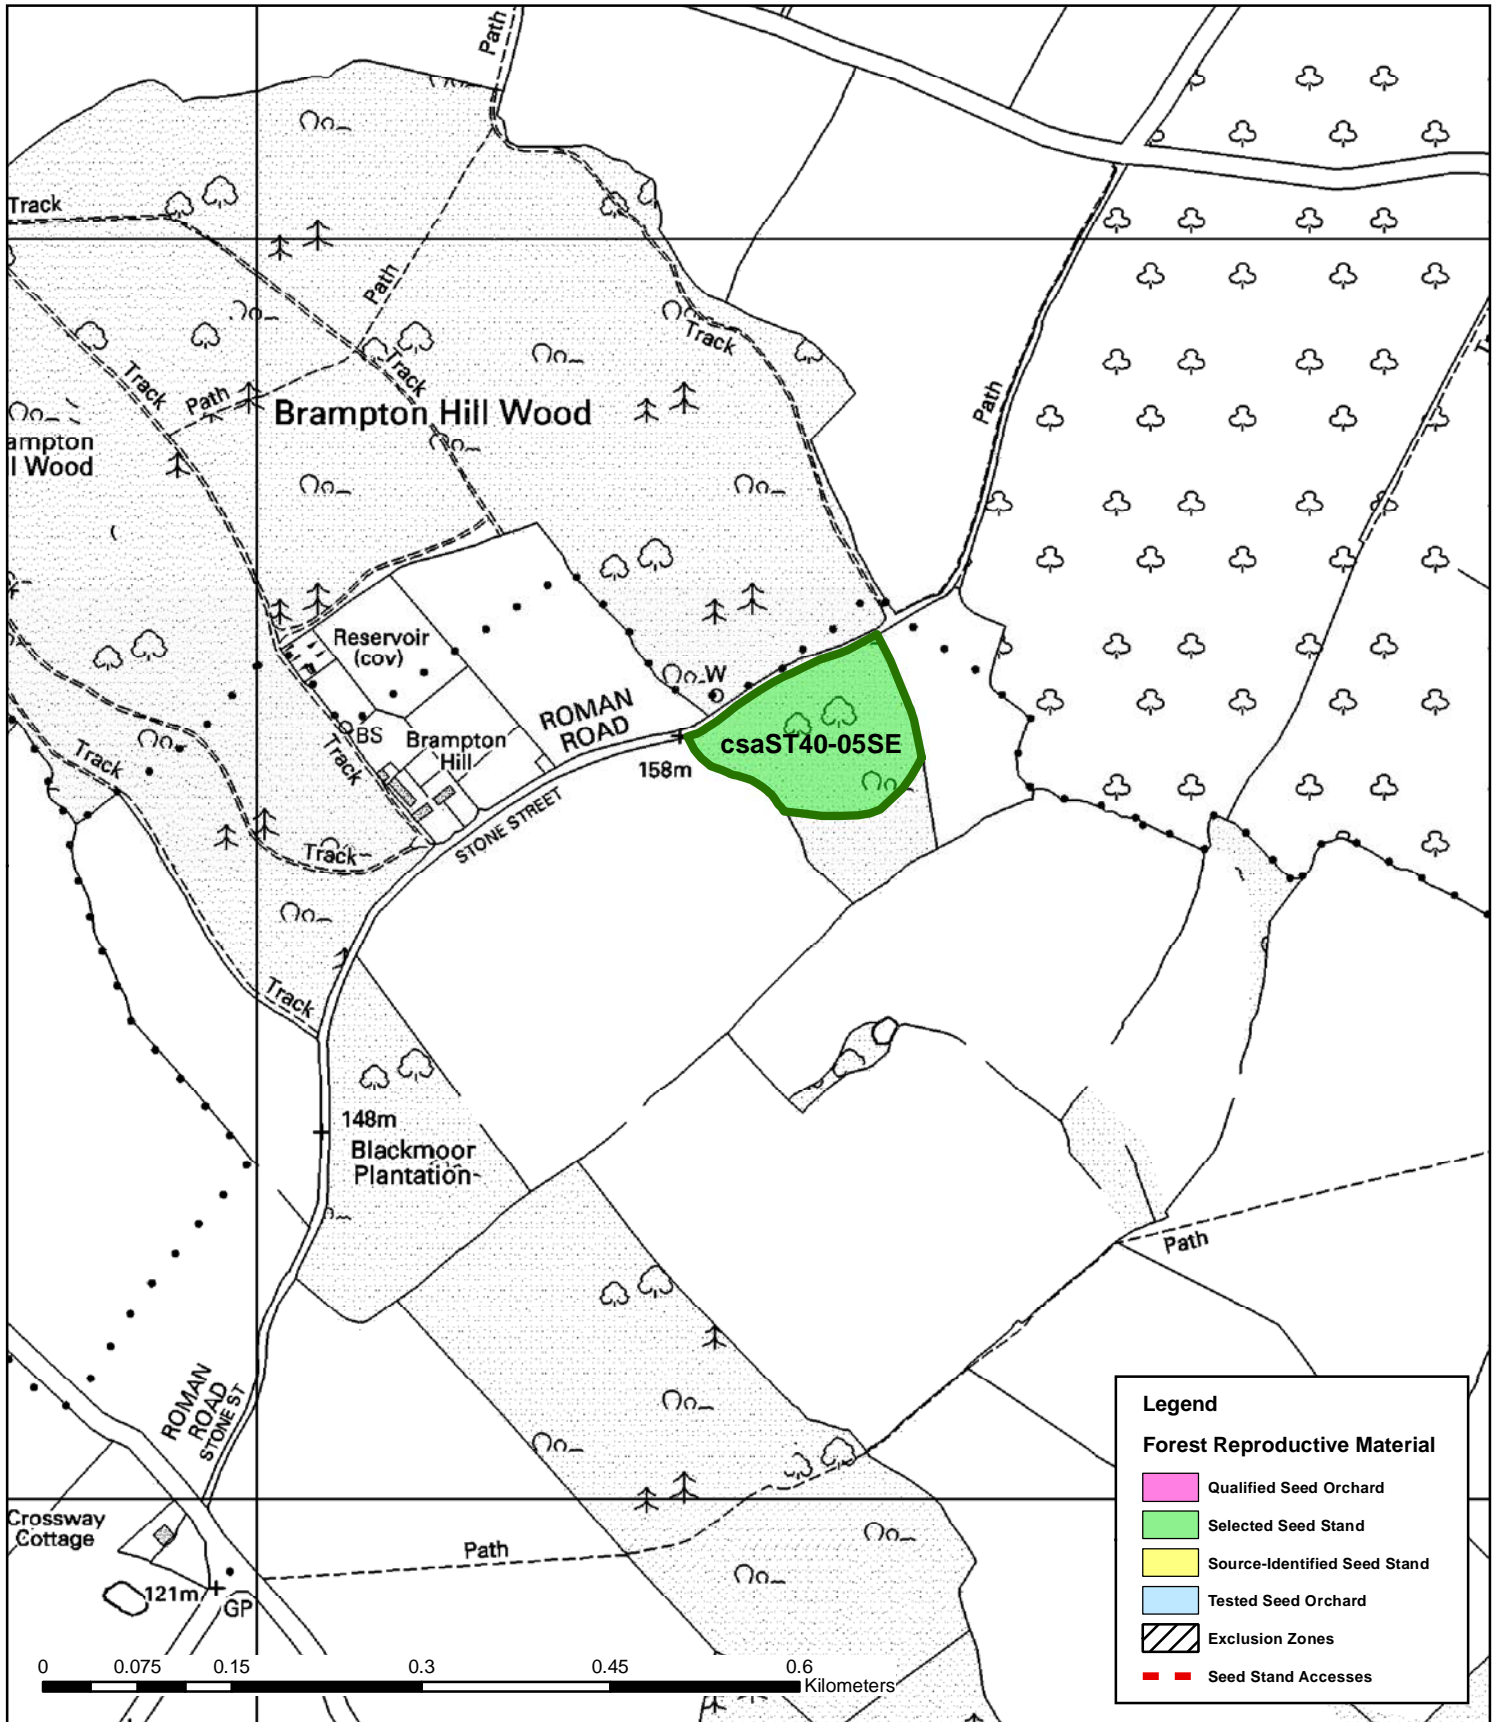 Path
Track
Path
Track
Track
Track
Path
Path
Brampton Hill Wood
ampton
l Wood
Reservoir
(cov)
W
ROMAN
ROAD
BS
Brampton
Hill
Track
Track
158m
csaST40-05SE
STONE STREET
Track
Track
148m
Blackmoor
Plantation
Path
ROMAN
ROAD
STONE ST
Crossway
Cottage
Path
121m
GP
Legend
Forest Reproductive Material
Qualified Seed Orchard
Selected Seed Stand
Source-Identified Seed Stand
Tested Seed Orchard
Exclusion Zones
Seed Stand Accesses
0 0.075 0.15 0.3 0.45 0.6
Kilometers